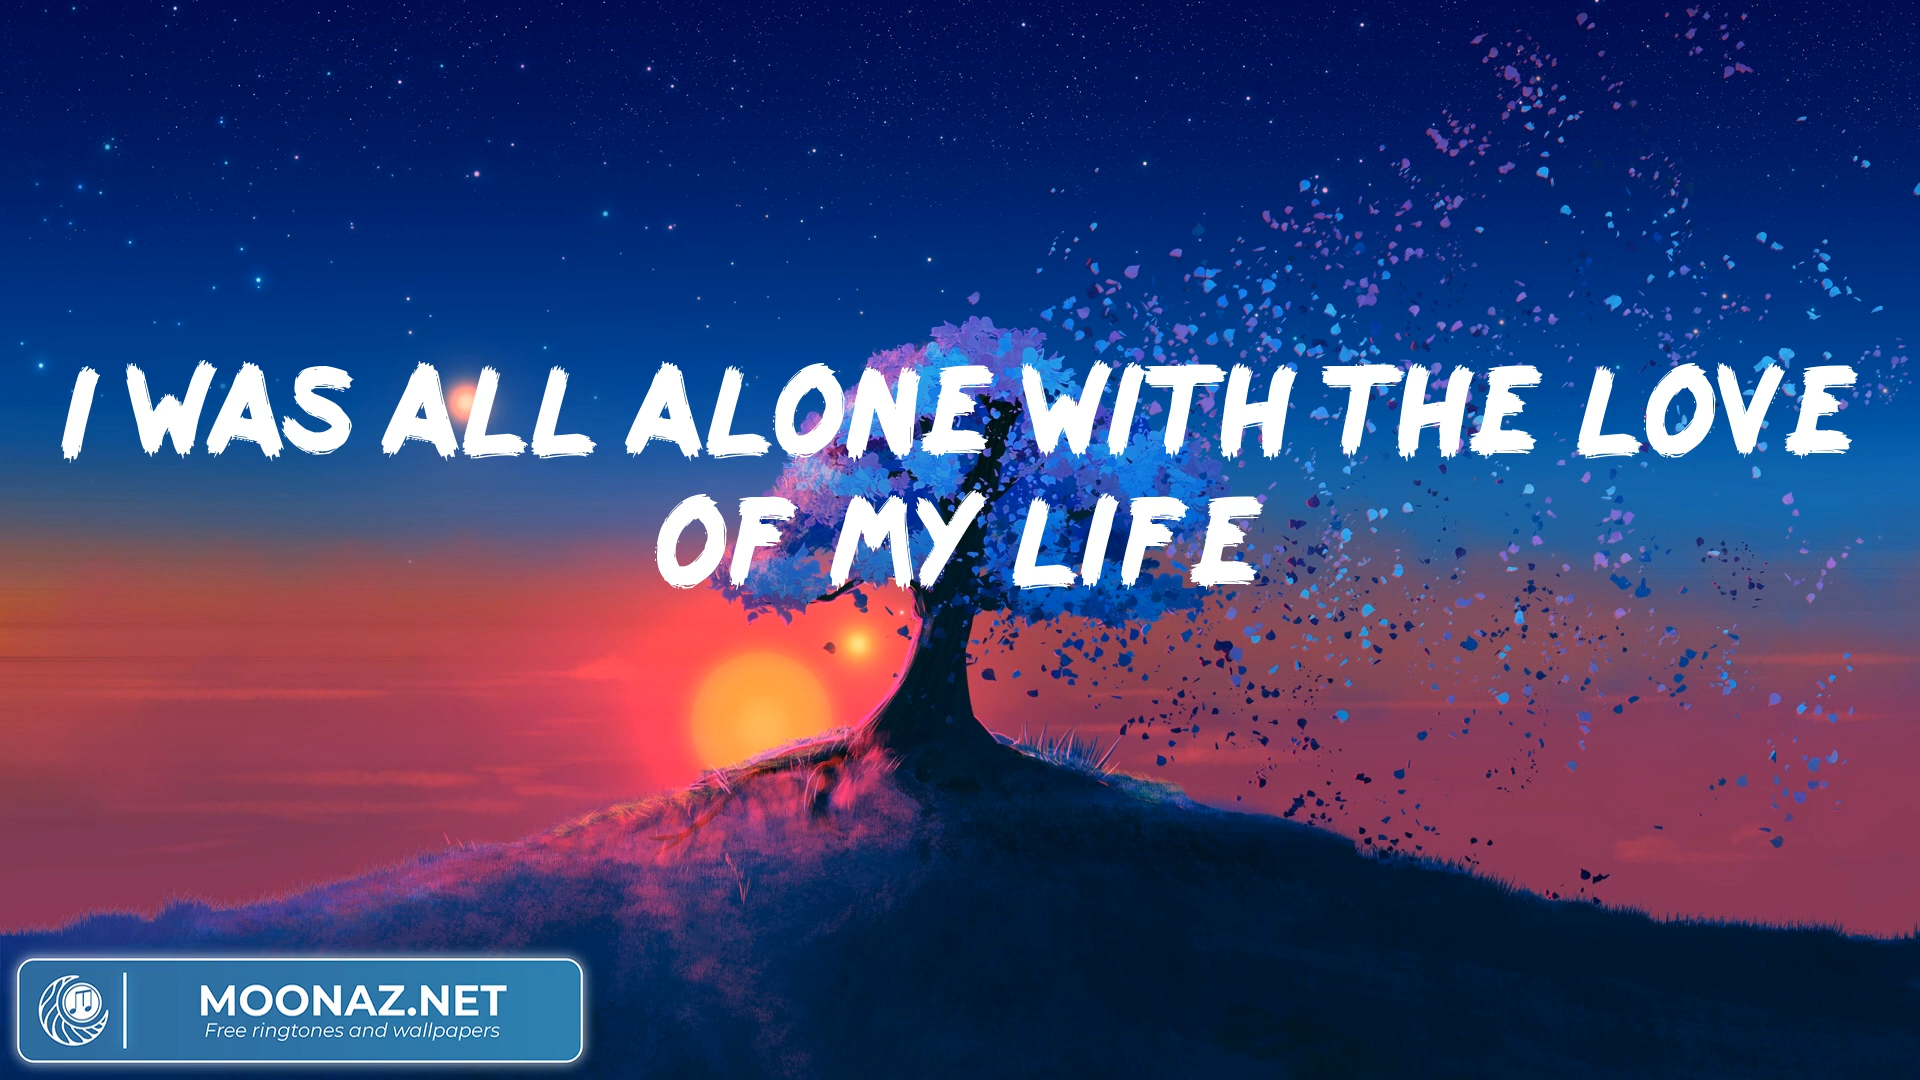 I WAS ALL ALONE WITH THE LOVE
OF MY LIFE
MOONAZ.NET
Free ringtones and wallpapers